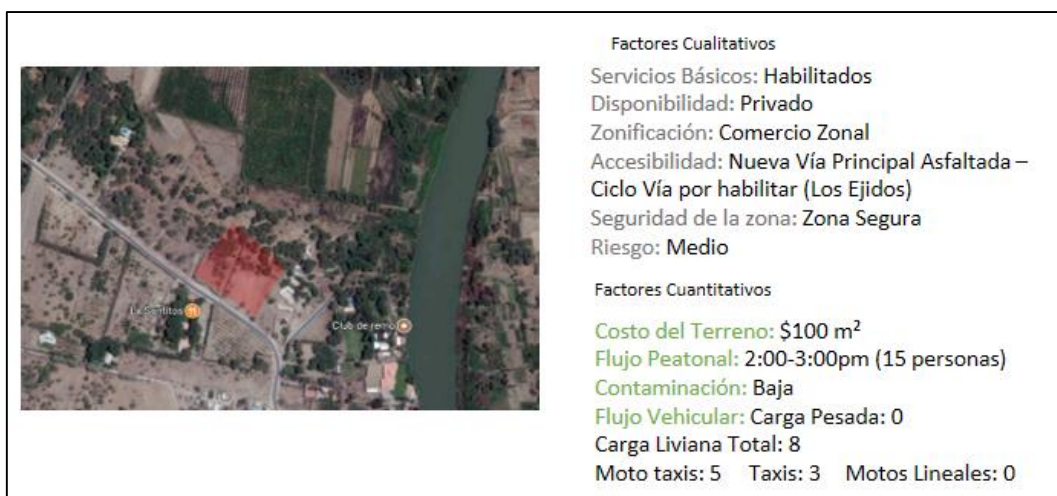 Factores Cualitativos
Servicios Básicos: Habilitados
Disponibilidad: Privado
Zonificación: Comercio Zonal
Accesibilidad: Nueva Vía Principal Asfaltada –
Ciclo Vía por habilitar (Los Ejidos)
Seguridad de la zona: Zona Segura
Riesgo: Medio
Factores Cuantitativos
Costo del Terreno: $100 m²
Flujo Peatonal: 2:00-3:00pm (15 personas)
Contaminación: Baja
Flujo Vehicular: Carga Pesada: 0
Carga Liviana Total: 8
Moto taxis: 5 Taxis: 3 Motos Lineales: 0
Santitos
Club de remo